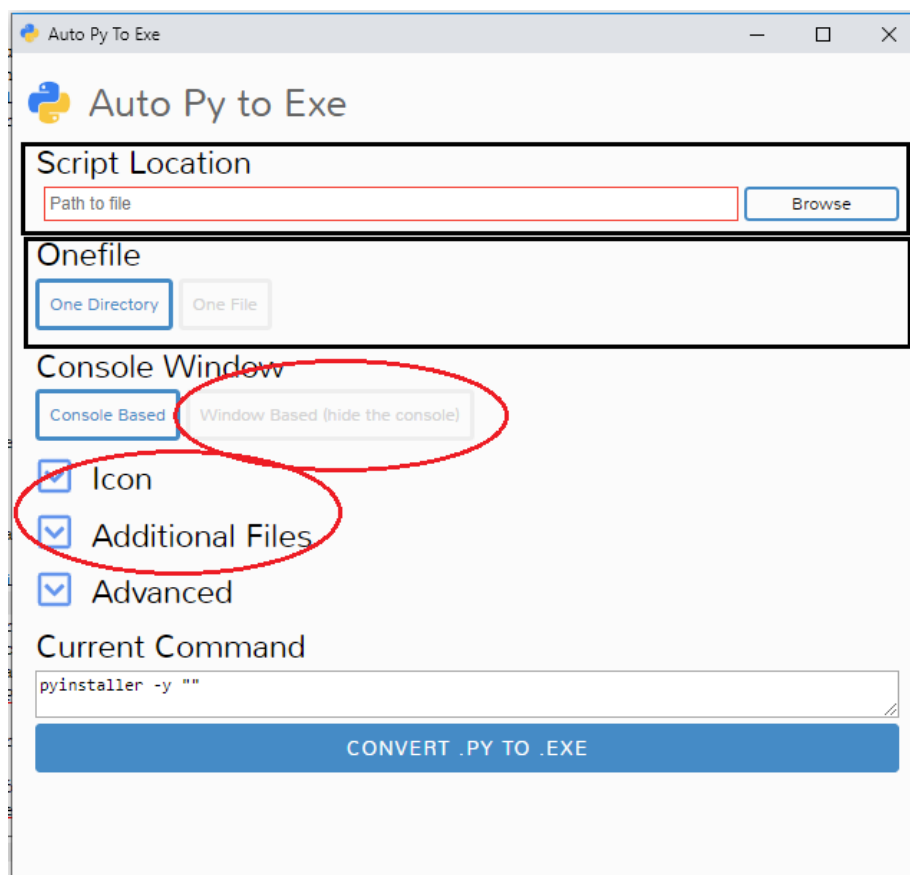 Auto Py To Exe
Auto Py to Exe
Script Location
Path to file Browse
Onefile
One Directory One File
Console Window
Console Based Window Based (hide the console)
Icon
Additional Files
Advanced
Current Command
pyinstaller -y ""
CONVERT .PY TO .EXE